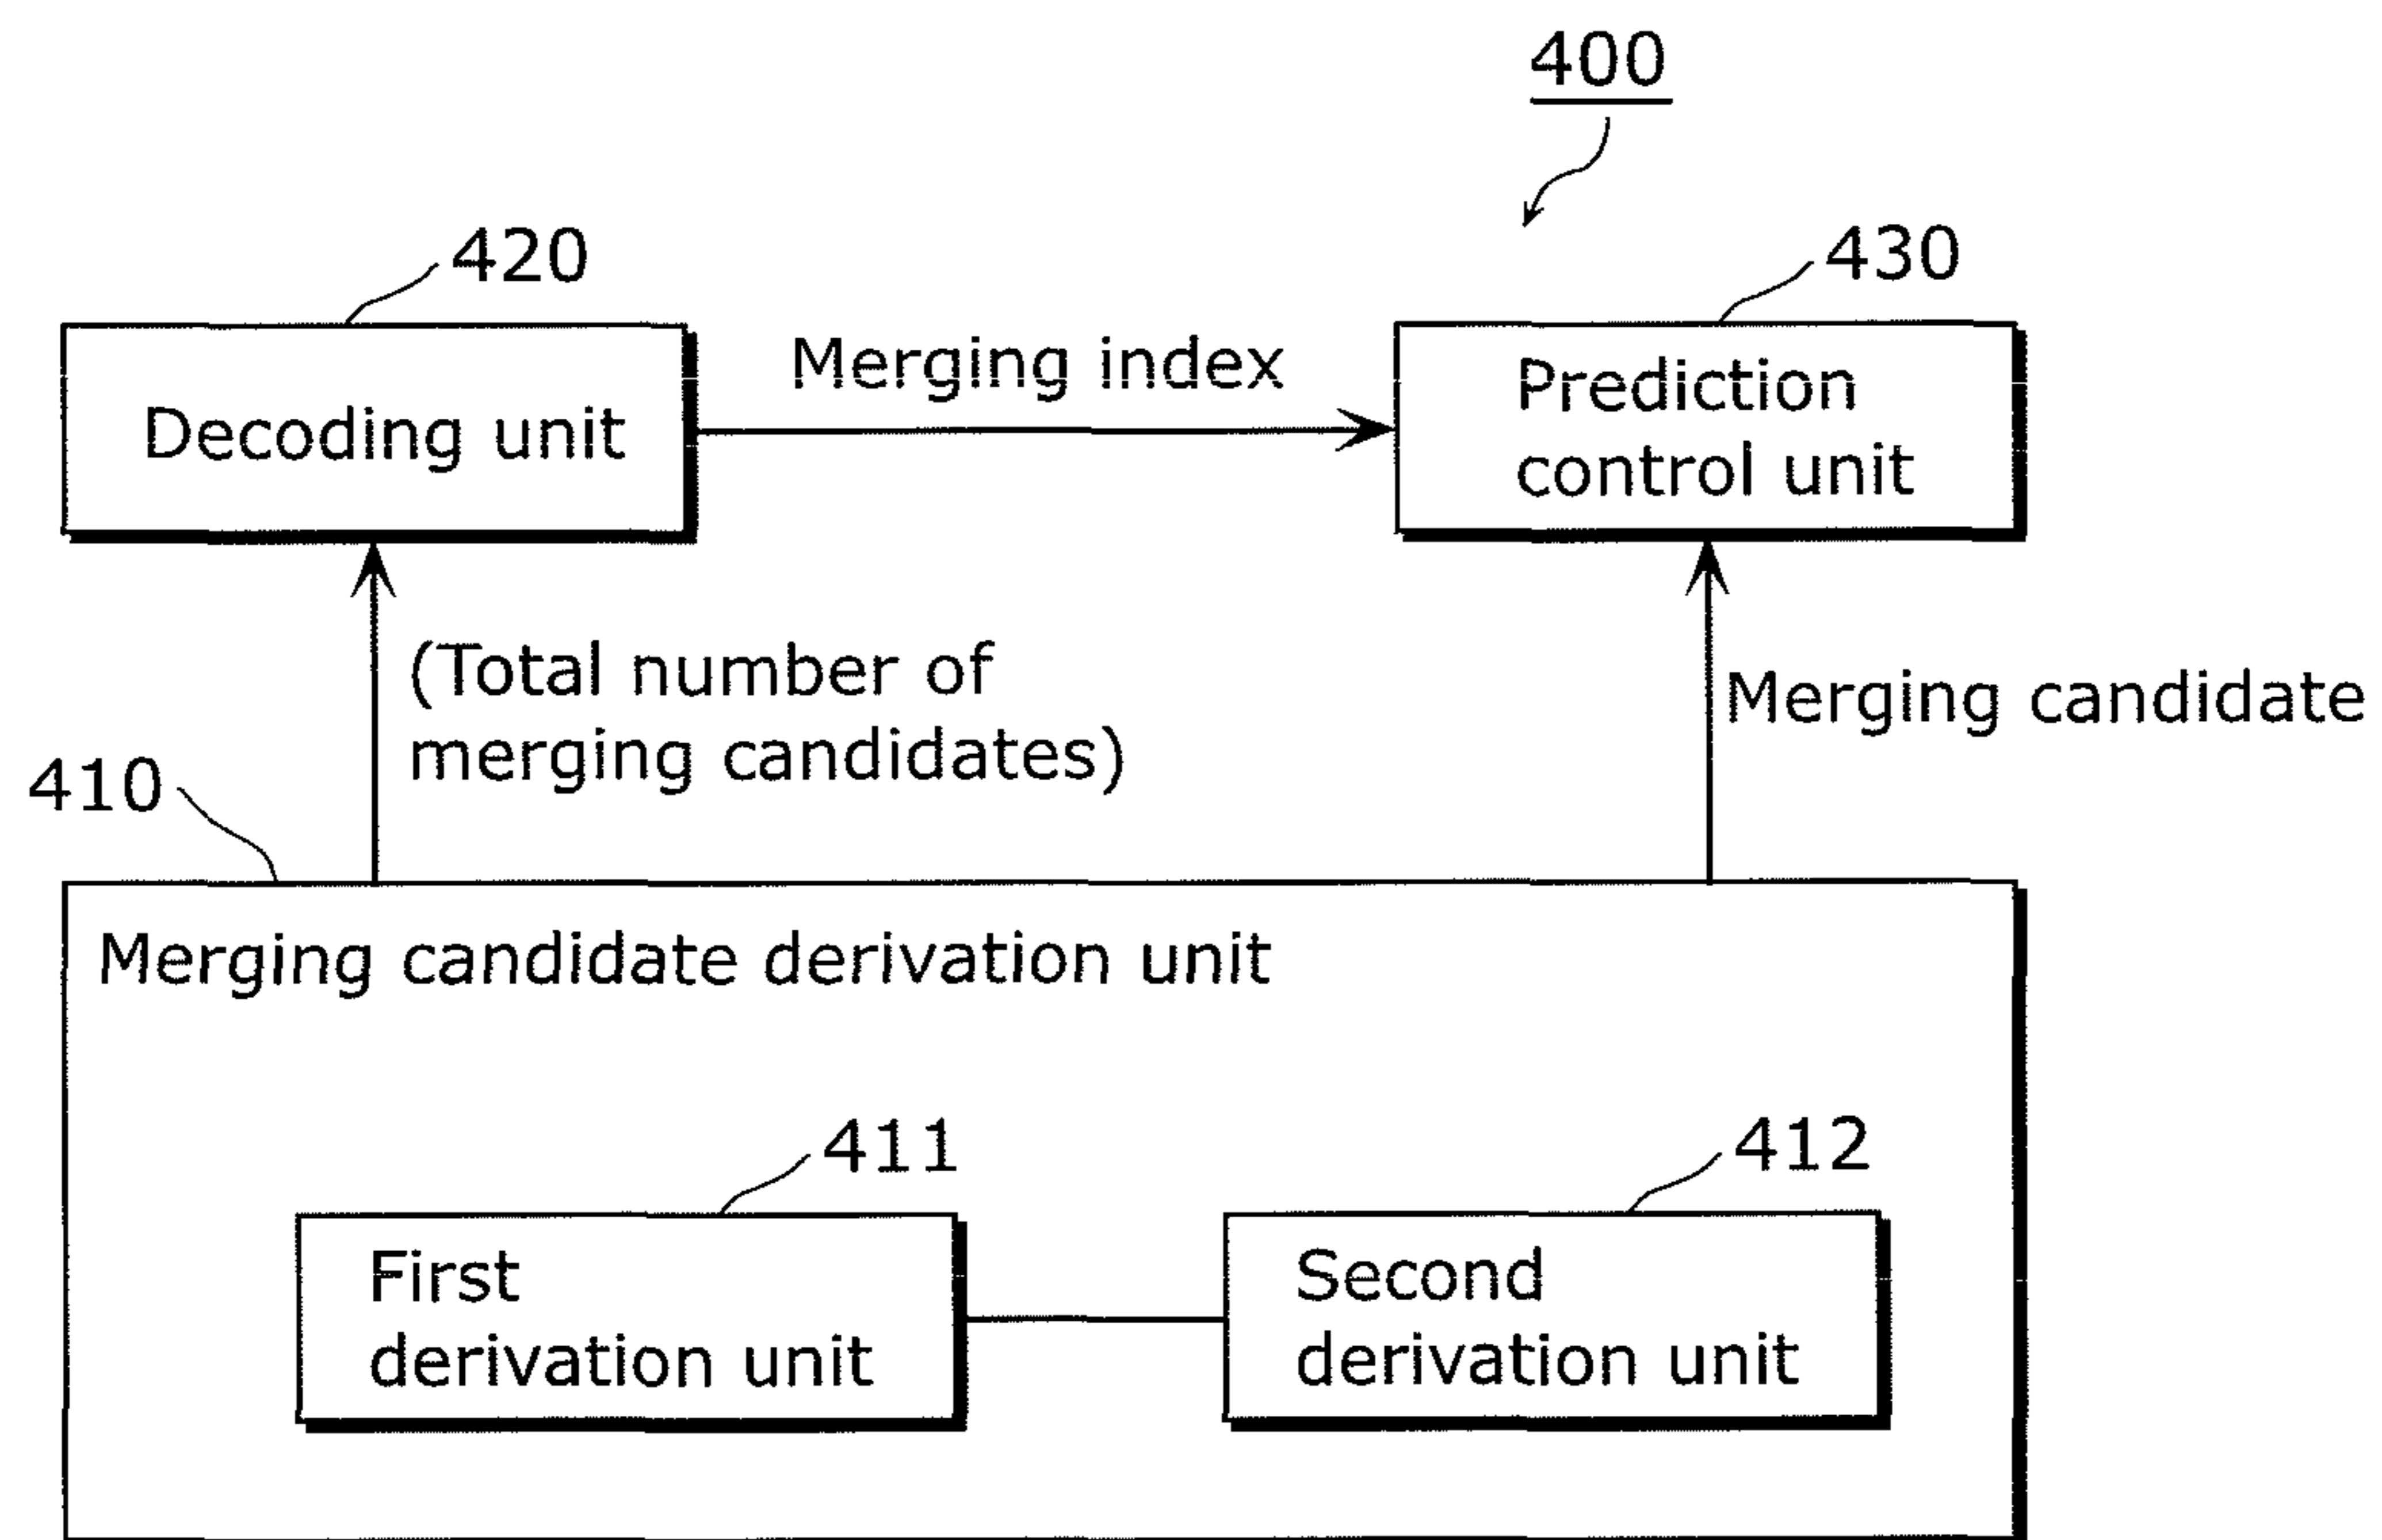 400
420
430
Decoding unit
Merging index
Prediction
control unit
(Total number of
merging candidates)
Merging candidate
410
Merging candidate derivation unit
411
412
First
derivation unit
Second
derivation unit